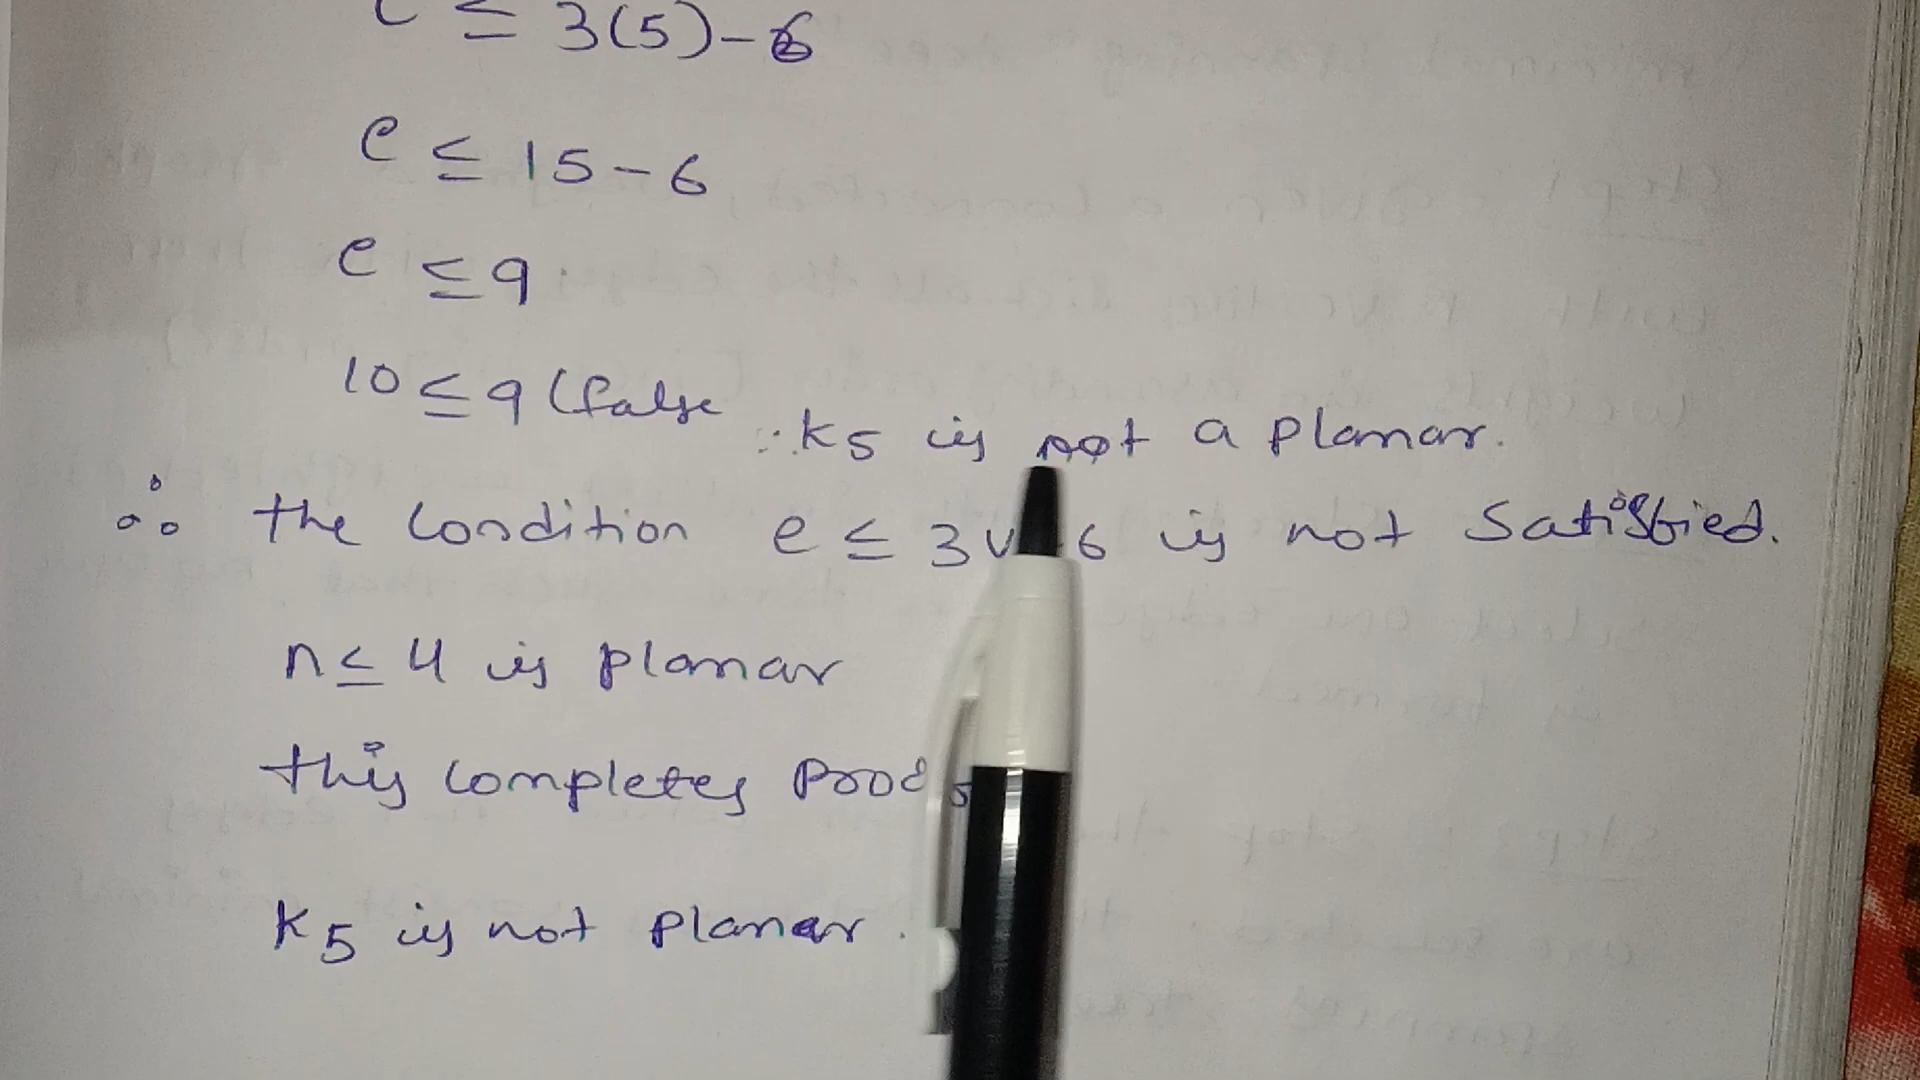 e ≤ 3(5)-6
e ≤ 15-6
e ≤ 9
10 ≤ 9 (false
∴ k5 is not a planar.
∴ the condition e ≤ 3v-6 is not satisfied.
n ≤ 4 is planar
this completes proof
k5 is not planar.